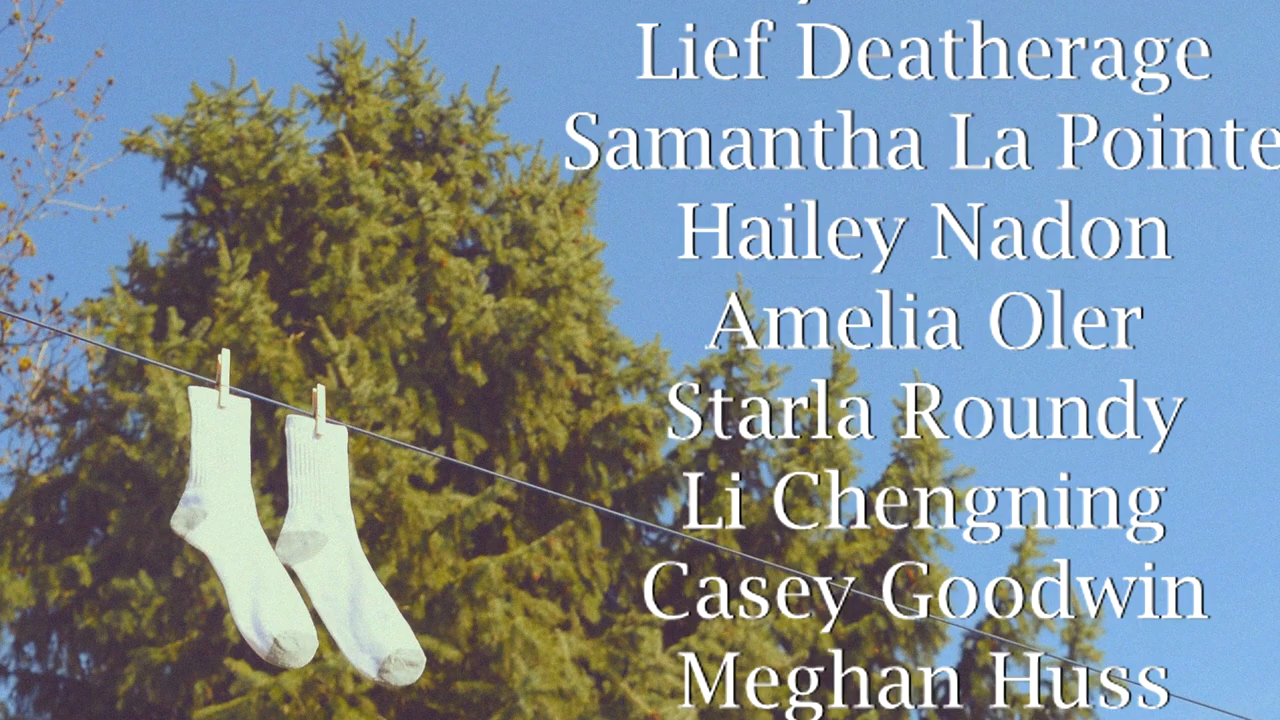 Lief Deatherage
Samantha La Pointe
Hailey Nadon
Amelia Oler
Starla Roundy
Li Chengning
Casey Goodwin
Meghan Huss